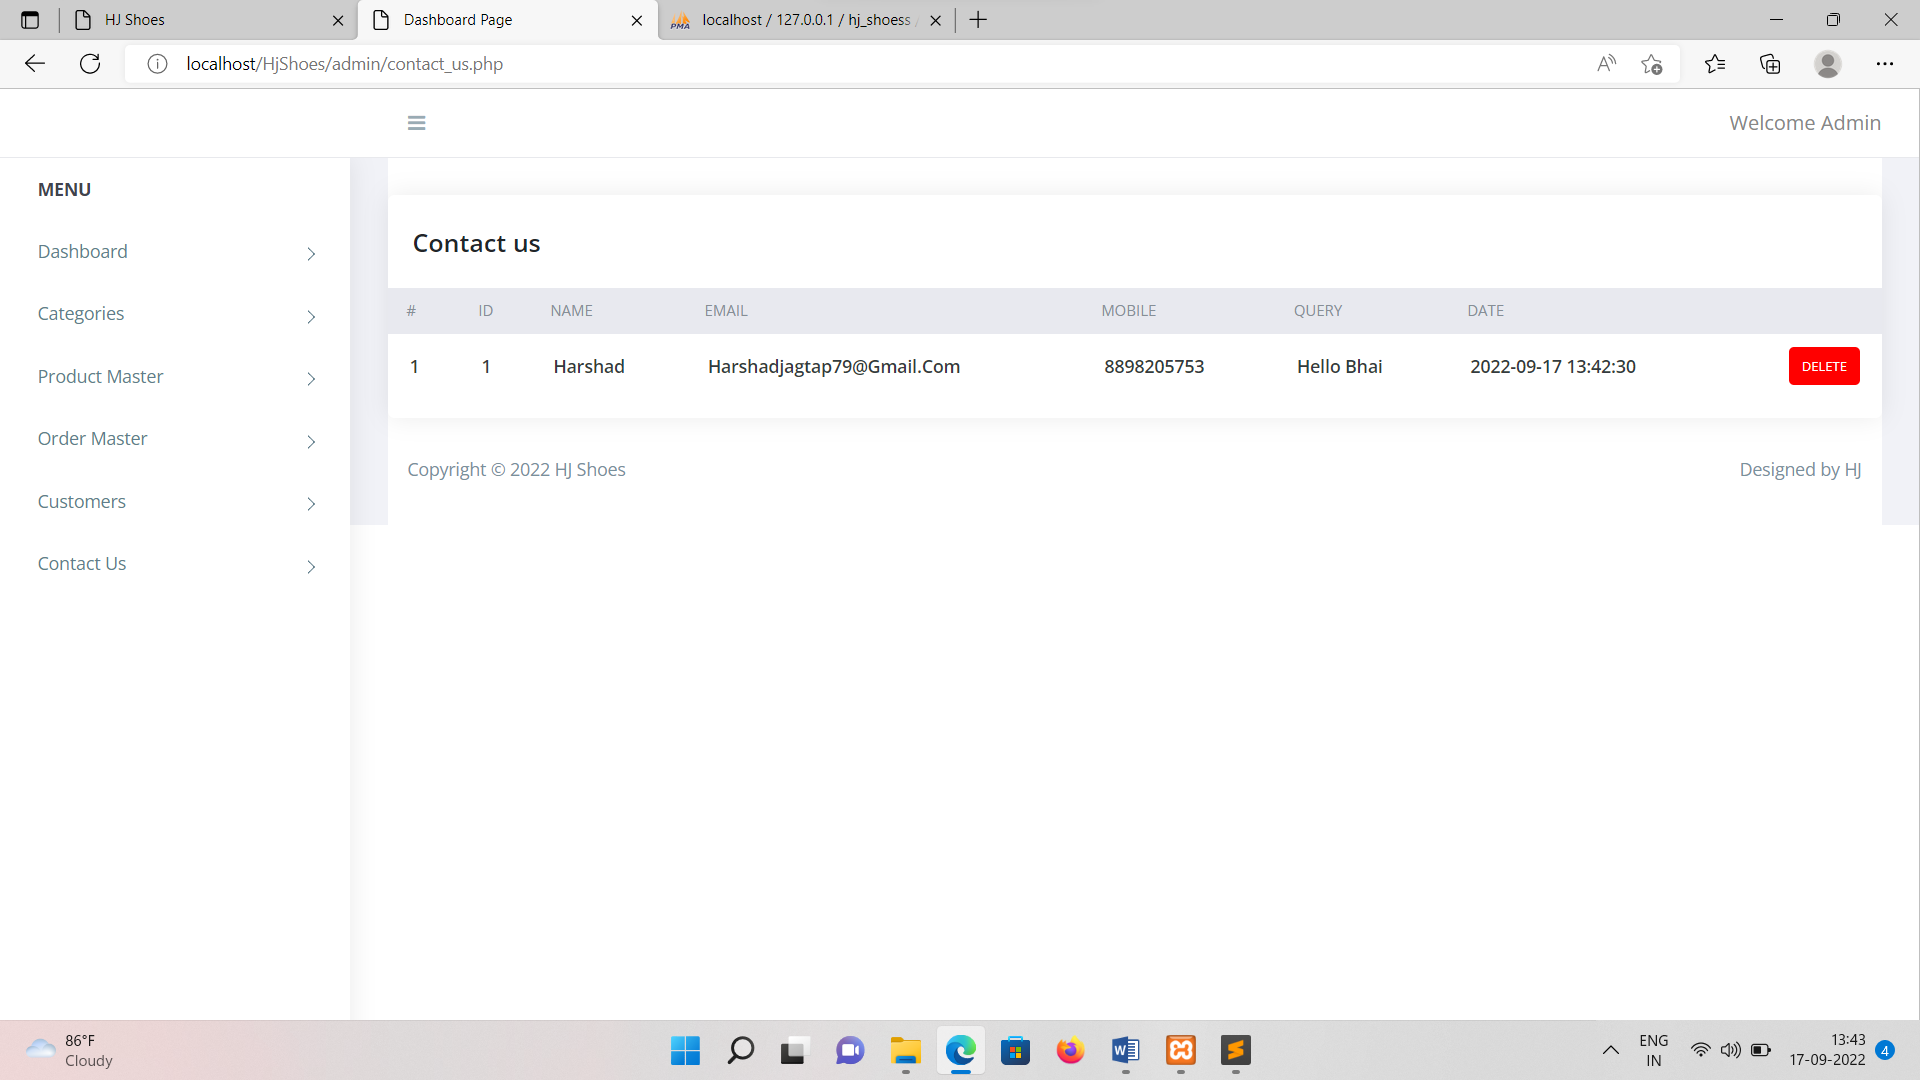 HJ Shoes
Dashboard Page
localhost / 127.0.0.1 / hj_shoess /
localhost/HjShoes/admin/contact_us.php
Welcome Admin
MENU
Dashboard
Categories
Product Master
Order Master
Customers
Contact Us
Contact us
# ID NAME EMAIL MOBILE QUERY DATE
1 1 Harshad Harshadjagtap79@Gmail.Com 8898205753 Hello Bhai 2022-09-17 13:42:30 DELETE
Copyright © 2022 HJ Shoes
Designed by HJ
86°F
Cloudy
ENG
IN
13:43
17-09-2022
4